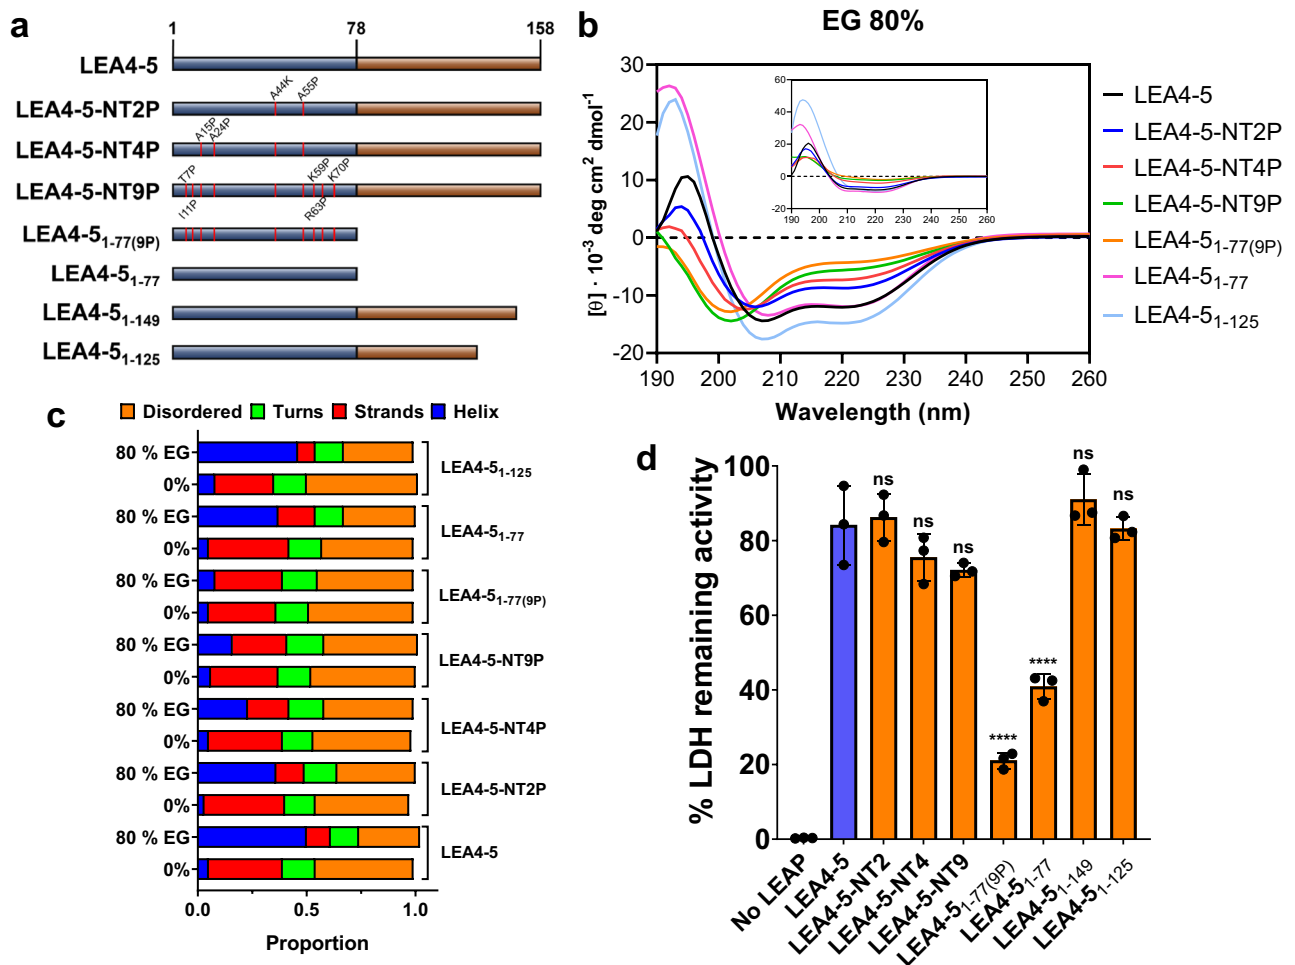 a
1 78 158
LEA4-5
A44K A55P
LEA4-5-NT2P
A15P A24P
LEA4-5-NT4P
T7P K59P K70P
LEA4-5-NT9P
I11P R63P
LEA4-5₁₋₇₇₍₉P₎
LEA4-5₁₋₇₇
LEA4-5₁₋₁₄₉
LEA4-5₁₋₁₂₅
b
EG 80%
[θ] · 10⁻³ deg cm² dmol⁻¹
30
20
10
0
-10
-20
190 200 210 220 230 240 250 260
Wavelength (nm)
60
40
20
0
-20
190 200 210 220 230 240 250 260
LEA4-5
LEA4-5-NT2P
LEA4-5-NT4P
LEA4-5-NT9P
LEA4-5₁₋₇₇₍₉P₎
LEA4-5₁₋₇₇
LEA4-5₁₋₁₂₅
c
Disordered Turns Strands Helix
80 % EG
0%
LEA4-5₁₋₁₂₅
80 % EG
0%
LEA4-5₁₋₇₇
80 % EG
0%
LEA4-5₁₋₇₇₍₉P₎
80 % EG
0%
LEA4-5-NT9P
80 % EG
0%
LEA4-5-NT4P
80 % EG
0%
LEA4-5-NT2P
80 % EG
0%
LEA4-5
0.0 0.5 1.0
Proportion
d
% LDH remaining activity
100
80
60
40
20
0
ns ns ns **** **** ns ns
No LEAP
LEA4-5
LEA4-5-NT2
LEA4-5-NT4
LEA4-5-NT9
LEA4-5₁₋₇₇₍₉P₎
LEA4-5₁₋₇₇
LEA4-5₁₋₁₄₉
LEA4-5₁₋₁₂₅